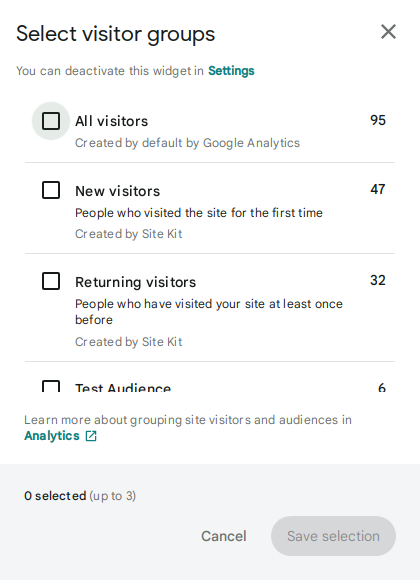 Select visitor groups
You can deactivate this widget in Settings
All visitors 95
Created by default by Google Analytics
New visitors 47
People who visited the site for the first time
Created by Site Kit
Returning visitors 32
People who have visited your site at least once
before
Created by Site Kit
Test Audience 6
Learn more about grouping site visitors and audiences in
Analytics
0 selected (up to 3)
Cancel Save selection